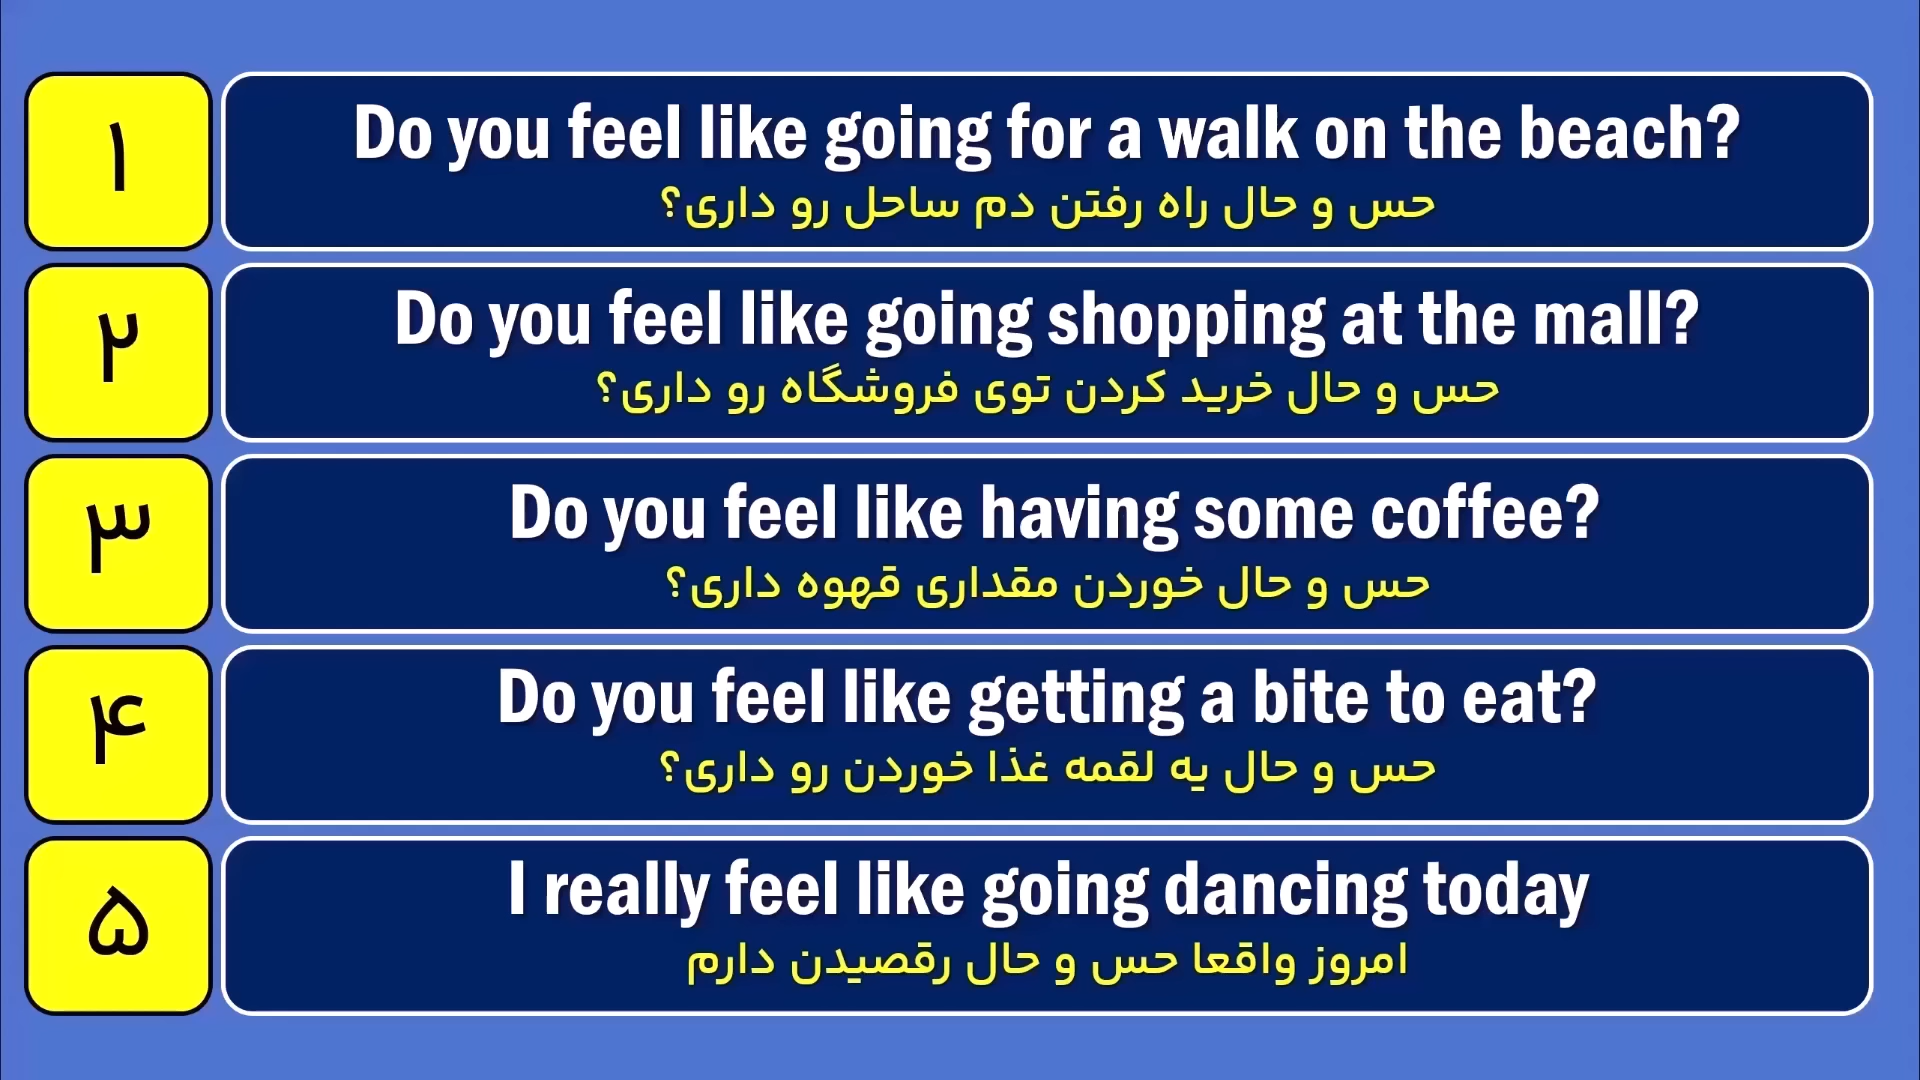 ۱
Do you feel like going for a walk on the beach?
حس و حال راه رفتن دم ساحل رو داری؟
۲
Do you feel like going shopping at the mall?
حس و حال خرید کردن توی فروشگاه رو داری؟
۳
Do you feel like having some coffee?
حس و حال خوردن مقداری قهوه داری؟
۴
Do you feel like getting a bite to eat?
حس و حال یه لقمه غذا خوردن رو داری؟
۵
I really feel like going dancing today
امروز واقعا حس و حال رقصیدن دارم